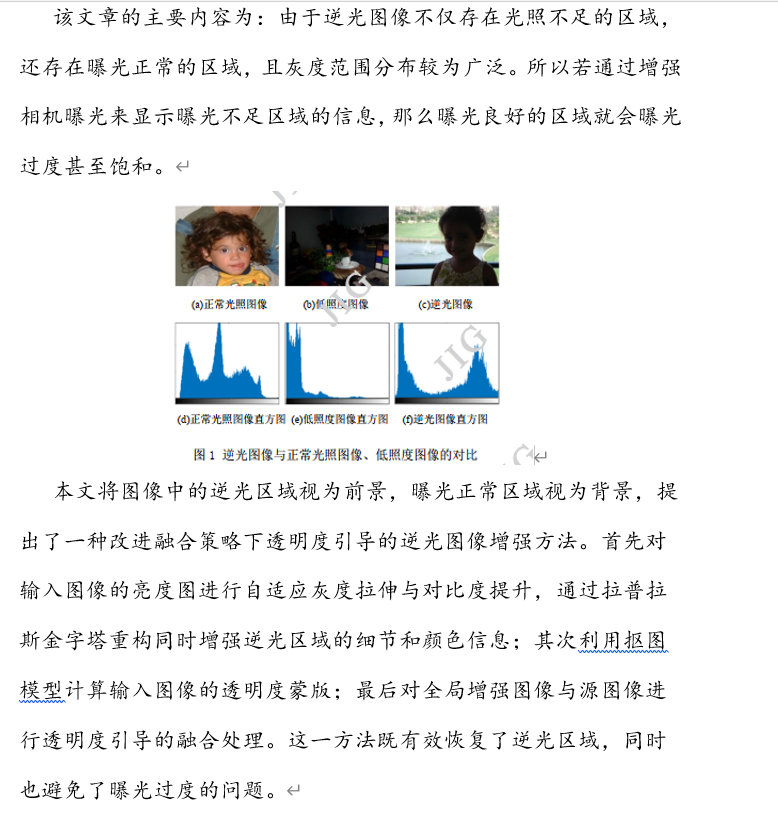 该文章的主要内容为：由于逆光图像不仅存在光照不足的区域，
还存在曝光正常的区域，且灰度范围分布较为广泛。所以若通过增强
相机曝光来显示曝光不足区域的信息，那么曝光良好的区域就会曝光
过度甚至饱和。
JIG
(a)正常光照图像 (b)低照度图像 (c)逆光图像
JIG
JIG
(d)正常光照图像直方图 (e)低照度图像直方图 (f)逆光图像直方图
图 1 逆光图像与正常光照图像、低照度图像的对比
本文将图像中的逆光区域视为前景，曝光正常区域视为背景，提
出了一种改进融合策略下透明度引导的逆光图像增强方法。首先对
输入图像的亮度图进行自适应灰度拉伸与对比度提升，通过拉普拉
斯金字塔重构同时增强逆光区域的细节和颜色信息；其次利用抠图
模型计算输入图像的透明度蒙版；最后对全局增强图像与源图像进
行透明度引导的融合处理。这一方法既有效恢复了逆光区域，同时
也避免了曝光过度的问题。